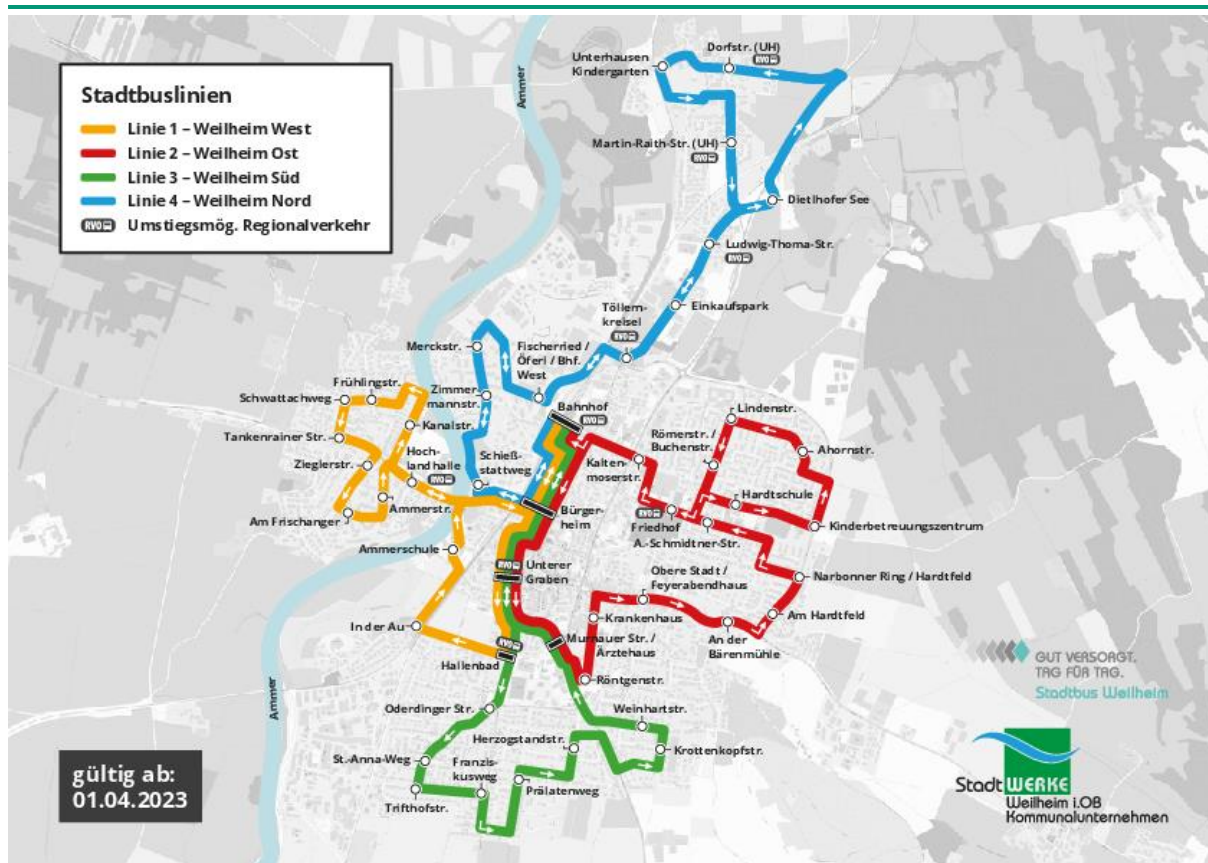 Stadtbuslinien
Linie 1 – Weilheim West
Linie 2 – Weilheim Ost
Linie 3 – Weilheim Süd
Linie 4 – Weilheim Nord
RVO Umstiegsmög. Regionalverkehr
Ammer
Unterhausen
Kindergarten
Dorfstr. (UH)
RVO
Martin-Raith-Str. (UH)
RVO
Dietlhofer See
Ludwig-Thoma-Str.
RVO
Einkaufspark
Töllern-
kreisel
RVO
Merckstr.
Fischerried /
Öferl / Bhf.
West
Zimmer
mannstr.
Frühlingstr.
Schwattachweg
Kanalstr.
Tankenrainer Str.
Hoch-
landhalle
RVO
Zieglerstr.
Schieß-
stattweg
Am Frischanger
Ammerstr.
Ammerschule
In der Au
Bahnhof
RVO
Bürger-
heim
RVO
Unterer
Graben
RVO
Hallenbad
Lindenstr.
Römerstr. /
Buchenstr.
Ahornstr.
Kalten-
moserstr.
Hardtschule
RVO
Friedhof
A.-Schmidtner-Str.
Kinderbetreuungszentrum
Narbonner Ring / Hardtfeld
Obere Stadt /
Feyerabendhaus
Krankenhaus
Am Hardtfeld
An der
Bärenmühle
Murnauer Str. /
Ärztehaus
Röntgenstr.
Oderdinger Str.
Weinhartstr.
Herzogstandstr.
Krottenkopfstr.
St.-Anna-Weg
Franzis-
kusweg
Prälatenweg
Trifthofstr.
Ammer
gültig ab:
01.04.2023
GUT VERSORGT.
TAG FÜR TAG.
Stadtbus Weilheim
StadtWERKE
Weilheim i.OB
Kommunalunternehmen